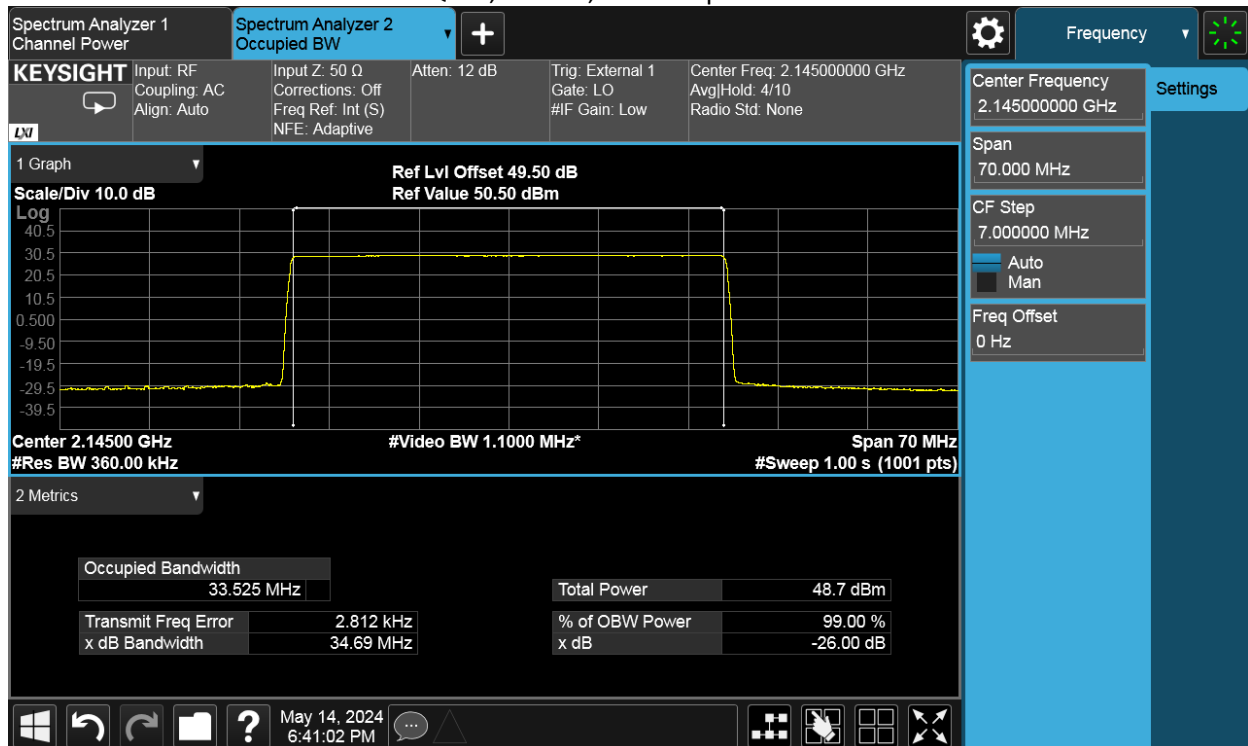 Spectrum Analyzer 1
Channel Power
Spectrum Analyzer 2
Occupied BW
Frequency
KEYSIGHT
LXI
Input: RF
Coupling: AC
Align: Auto
Input Z: 50 Ω
Corrections: Off
Freq Ref: Int (S)
NFE: Adaptive
Atten: 12 dB
Trig: External 1
Gate: LO
#IF Gain: Low
Center Freq: 2.145000000 GHz
Avg|Hold: 4/10
Radio Std: None
Center Frequency
2.145000000 GHz
Settings
Span
70.000 MHz
CF Step
7.000000 MHz
Auto
Man
Freq Offset
0 Hz
1 Graph
Scale/Div 10.0 dB
Ref Lvl Offset 49.50 dB
Ref Value 50.50 dBm
Log
40.5
30.5
20.5
10.5
0.500
-9.50
-19.5
-29.5
-39.5
Center 2.14500 GHz
#Video BW 1.1000 MHz*
Span 70 MHz
#Res BW 360.00 kHz
#Sweep 1.00 s (1001 pts)
2 Metrics
Occupied Bandwidth
33.525 MHz
Total Power 48.7 dBm
Transmit Freq Error 2.812 kHz
% of OBW Power 99.00 %
x dB Bandwidth 34.69 MHz
x dB -26.00 dB
?
May 14, 2024
6:41:02 PM